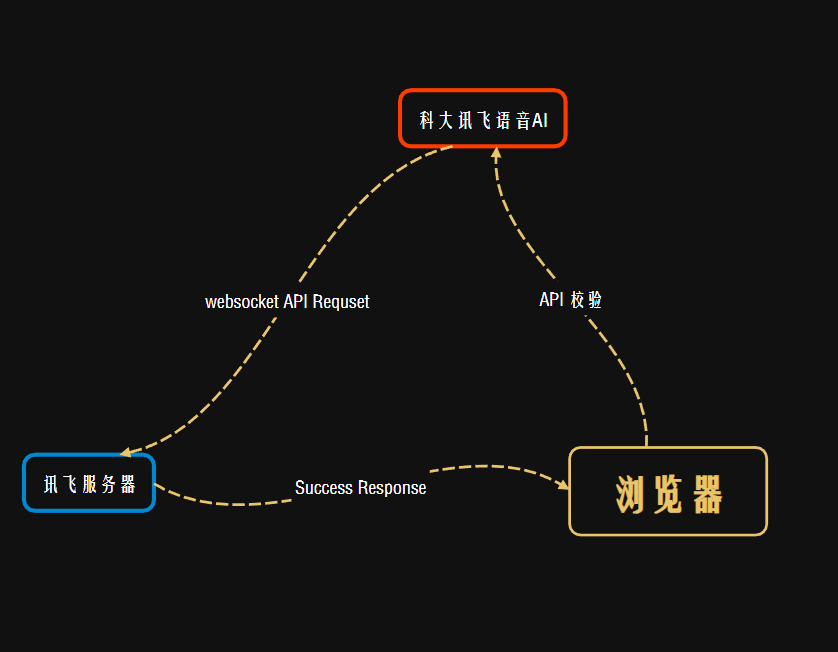 科大讯飞语音AI
websocket API Requset
API 校验
讯飞服务器
Success Response
浏览器